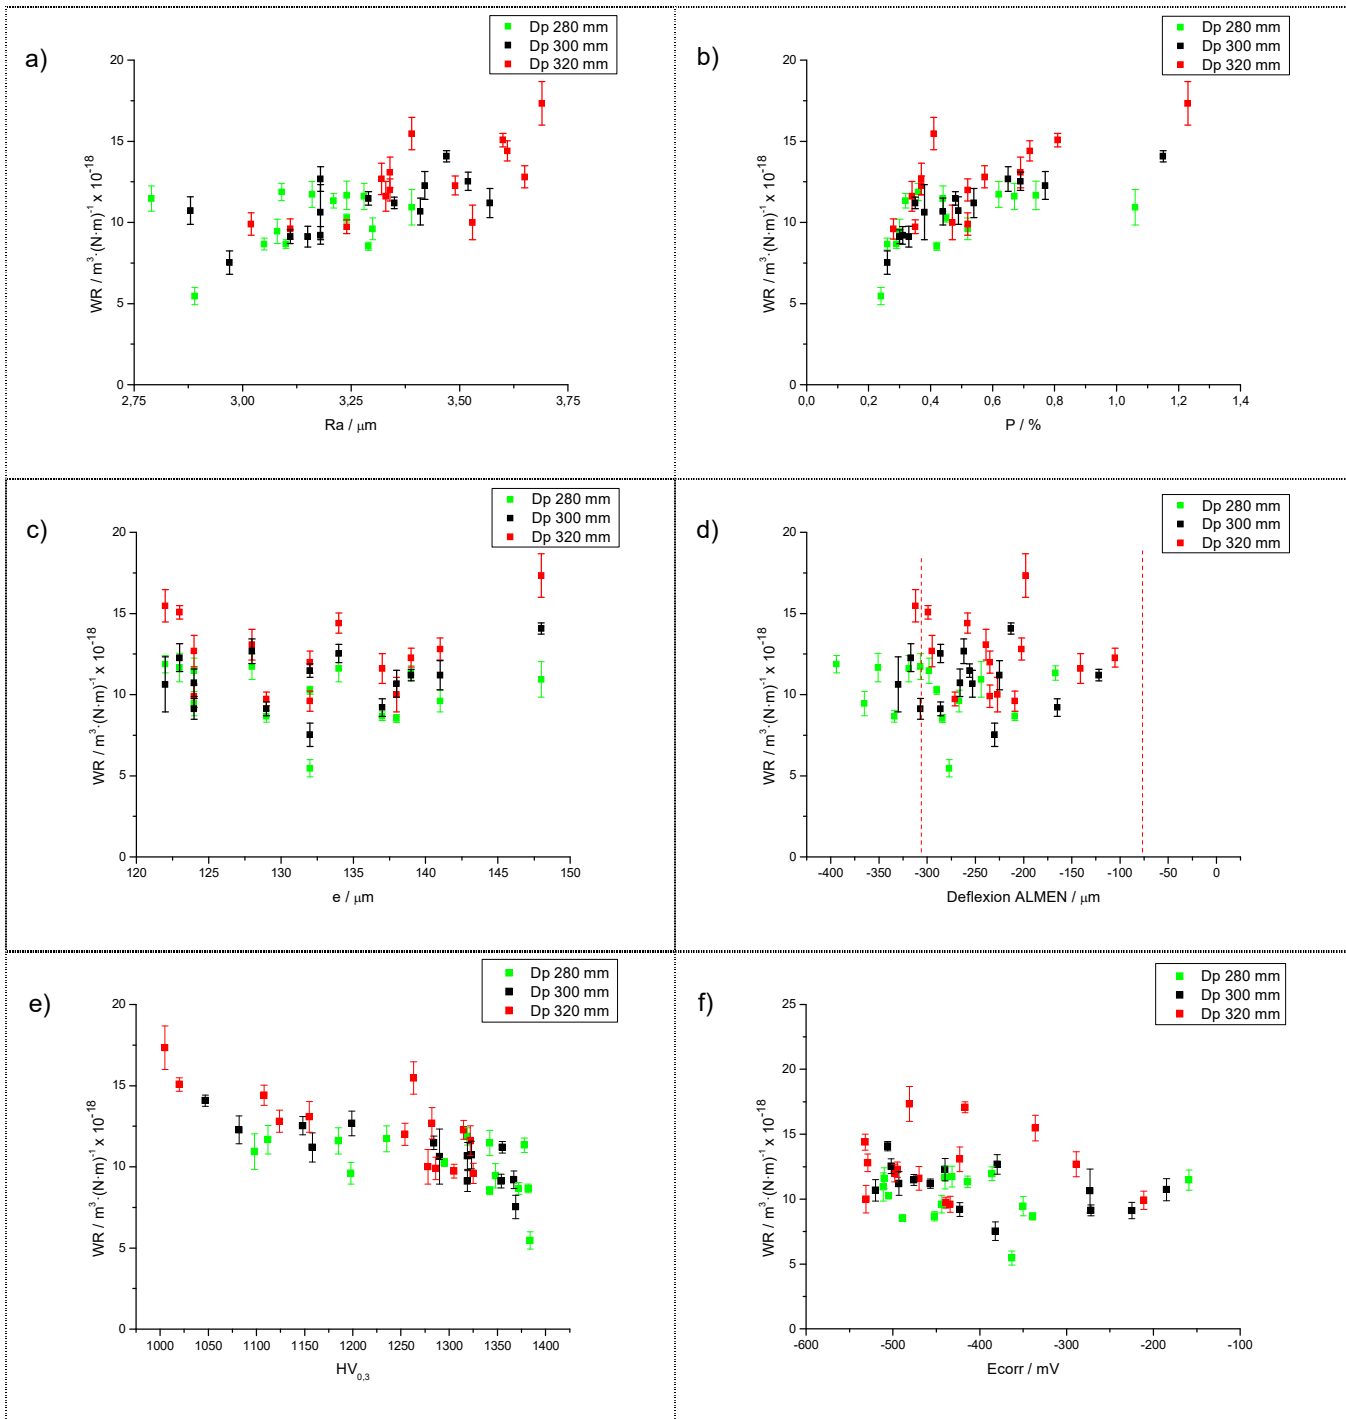 a)
Dp 280 mm
Dp 300 mm
Dp 320 mm
20
15
10
5
0
WR / m³·(N·m)⁻¹ x 10⁻¹⁸
2,75
3,00
3,25
3,50
3,75
Ra / μm
b)
Dp 280 mm
Dp 300 mm
Dp 320 mm
20
15
10
5
0
WR / m³·(N·m)⁻¹ x 10⁻¹⁸
0,0
0,2
0,4
0,6
0,8
1,0
1,2
1,4
P / %
c)
Dp 280 mm
Dp 300 mm
Dp 320 mm
20
15
10
5
0
WR / m³·(N·m)⁻¹ x 10⁻¹⁸
120
125
130
135
140
145
150
e / μm
d)
Dp 280 mm
Dp 300 mm
Dp 320 mm
20
15
10
5
0
WR / m³·(N·m)⁻¹ x 10⁻¹⁸
-400
-350
-300
-250
-200
-150
-100
-50
0
Deflexion ALMEN / μm
e)
Dp 280 mm
Dp 300 mm
Dp 320 mm
20
15
10
5
0
WR / m³·(N·m)⁻¹ x 10⁻¹⁸
1000
1050
1100
1150
1200
1250
1300
1350
1400
HV₀,₃
f)
Dp 280 mm
Dp 300 mm
Dp 320 mm
25
20
15
10
5
0
WR / m³·(N·m)⁻¹ x 10⁻¹⁸
-600
-500
-400
-300
-200
-100
Ecorr / mV